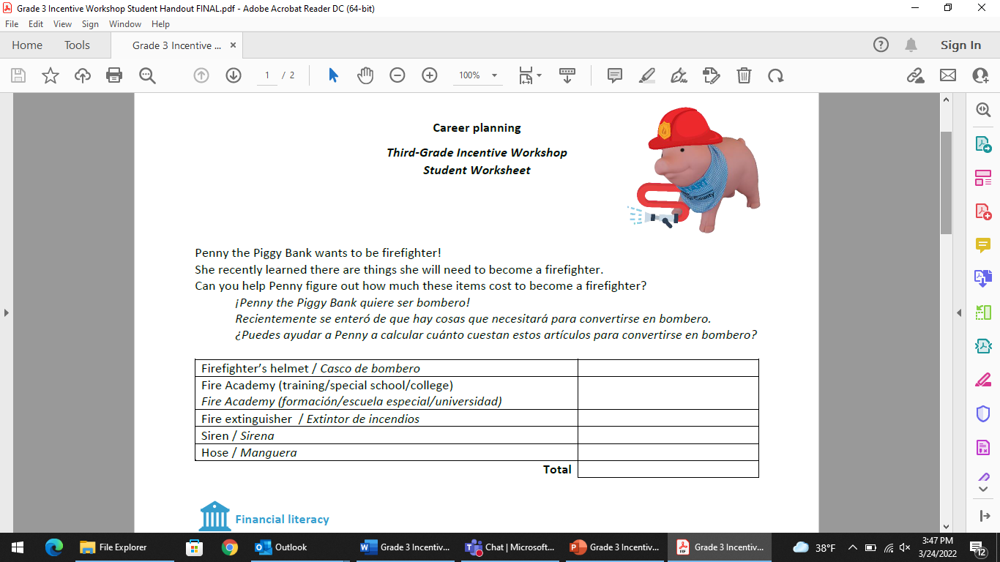 Grade 3 Incentive Workshop Student Handout FINAL.pdf - Adobe Acrobat Reader DC (64-bit)
File Edit View Sign Window Help
Home Tools Grade 3 Incentive ... × Sign In
1 / 2 100%
Career planning
Third-Grade Incentive Workshop
Student Worksheet
START
County
Penny the Piggy Bank wants to be firefighter!
She recently learned there are things she will need to become a firefighter.
Can you help Penny figure out how much these items cost to become a firefighter?
¡Penny the Piggy Bank quiere ser bombero!
Recientemente se enteró de que hay cosas que necesitará para convertirse en bombero.
¿Puedes ayudar a Penny a calcular cuánto cuestan estos artículos para convertirse en bombero?
Firefighter's helmet / Casco de bombero
Fire Academy (training/special school/college)
Fire Academy (formación/escuela especial/universidad)
Fire extinguisher / Extintor de incendios
Siren / Sirena
Hose / Manguera
Total
Financial literacy
File Explorer Outlook Grade 3 Incentiv... Chat | Microsoft... Grade 3 Incentiv... Grade 3 Incentiv... 38°F 3:47 PM
3/24/2022 12